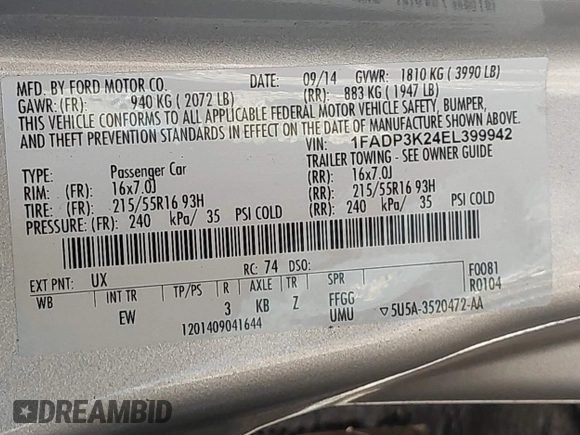 MFD. BY FORD MOTOR CO. DATE: 09/14 GVWR: 1810 KG ( 3990 LB)
GAWR: (FR): 940 KG ( 2072 LB) (RR): 883 KG ( 1947 LB)
THIS VEHICLE CONFORMS TO ALL APPLICABLE FEDERAL MOTOR VEHICLE SAFETY, BUMPER,
AND THEFT PREVENTION STANDARDS IN EFFECT ON THE DATE OF MANUFACTURE SHOWN ABOVE.
VIN: 1FADP3K24EL399942
TYPE: Passenger Car TRAILER TOWING - SEE OWNER GUIDE
RIM: (FR): 16x7.0J (RR): 16x7.0J
TIRE: (FR): 215/55R16 93H (RR): 215/55R16 93H
PRESSURE: (FR): 240 kPa/ 35 PSI COLD (RR): 240 kPa/ 35 PSI COLD
EXT PNT: UX RC: 74 DSO: F0081
WB INT TR TP/PS R AXLE TR SPR R0104
EW 3 KB Z FFGG
UMU ▽5U5A-3520472-AA
1201409041644
DREAMBID